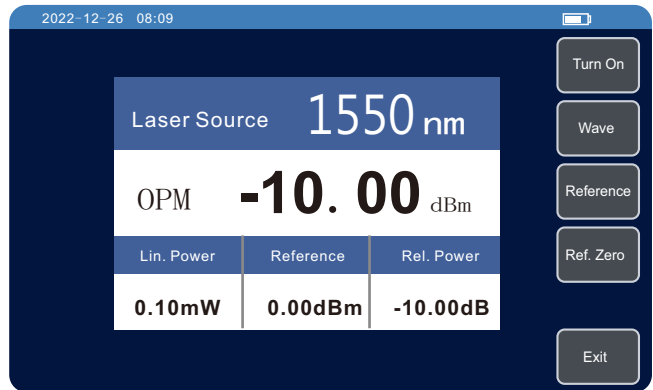 2022-12-26 08:09
Turn On
Laser Source 1550 nm
Wave
OPM -10. 00 dBm
Reference
Lin. Power Reference Rel. Power
Ref. Zero
0.10mW 0.00dBm -10.00dB
Exit